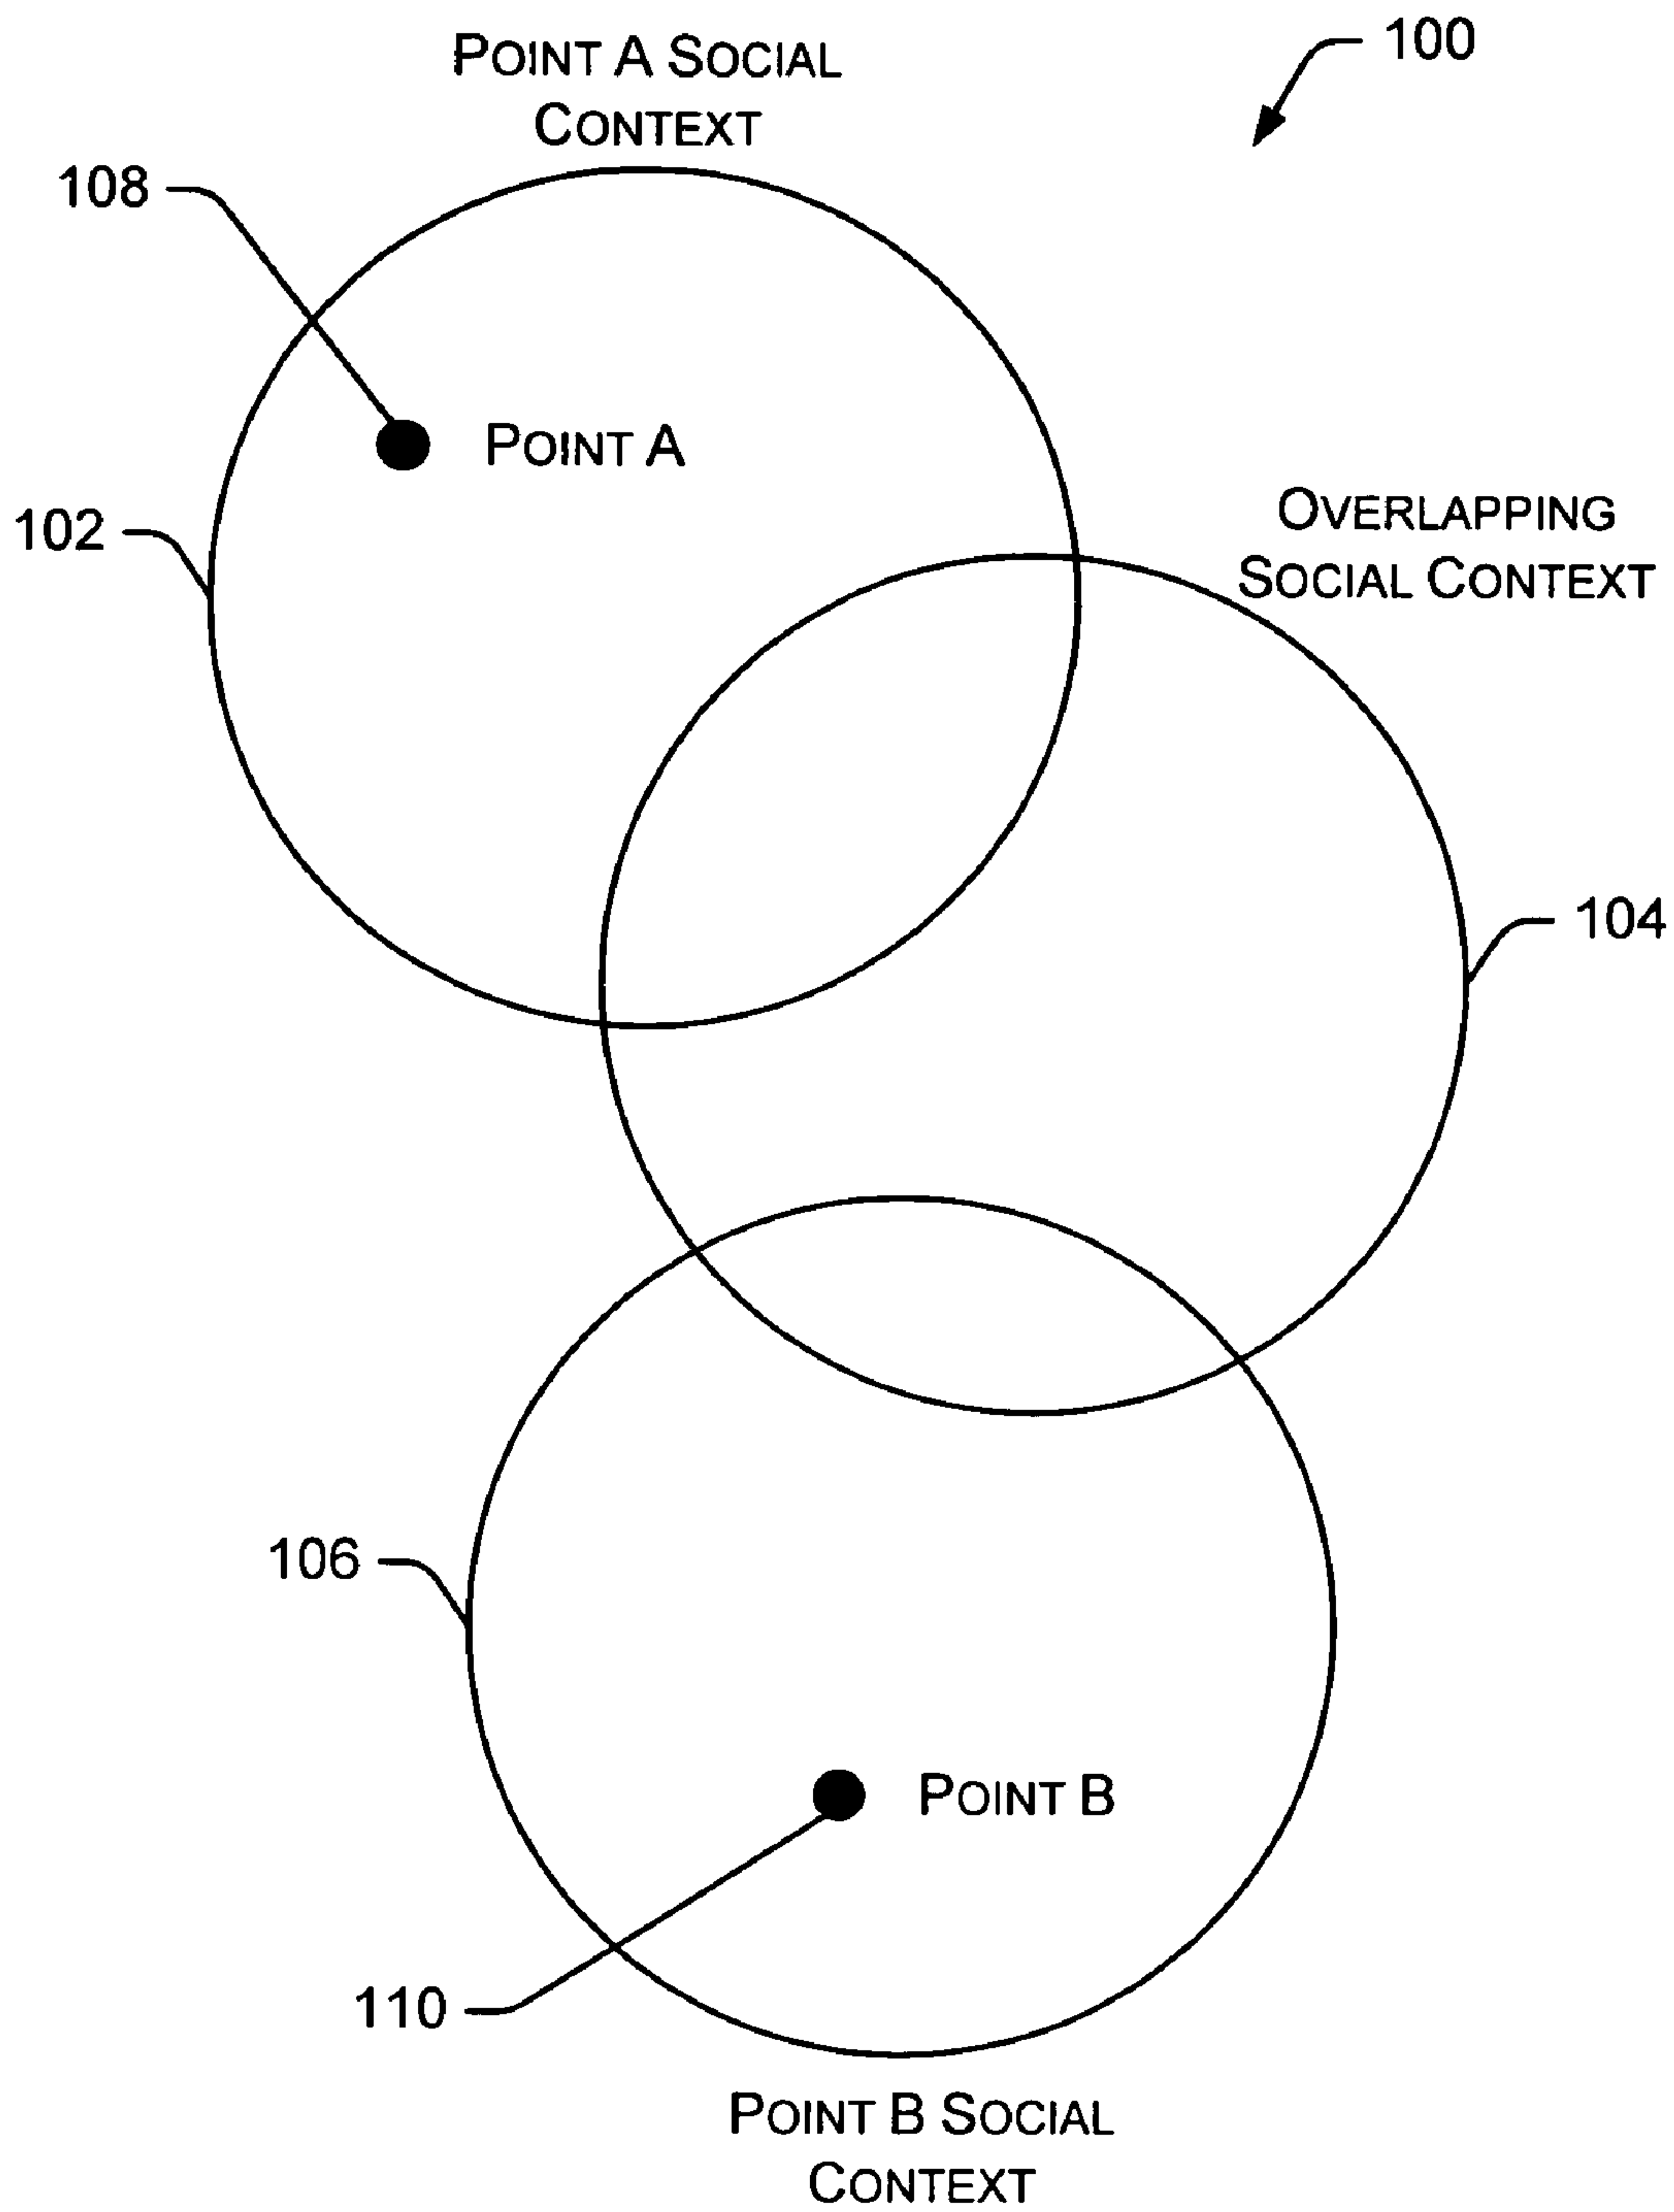 100
POINT A SOCIAL
CONTEXT
108
POINT A
102
OVERLAPPING
SOCIAL CONTEXT
104
106
POINT B
110
POINT B SOCIAL
CONTEXT